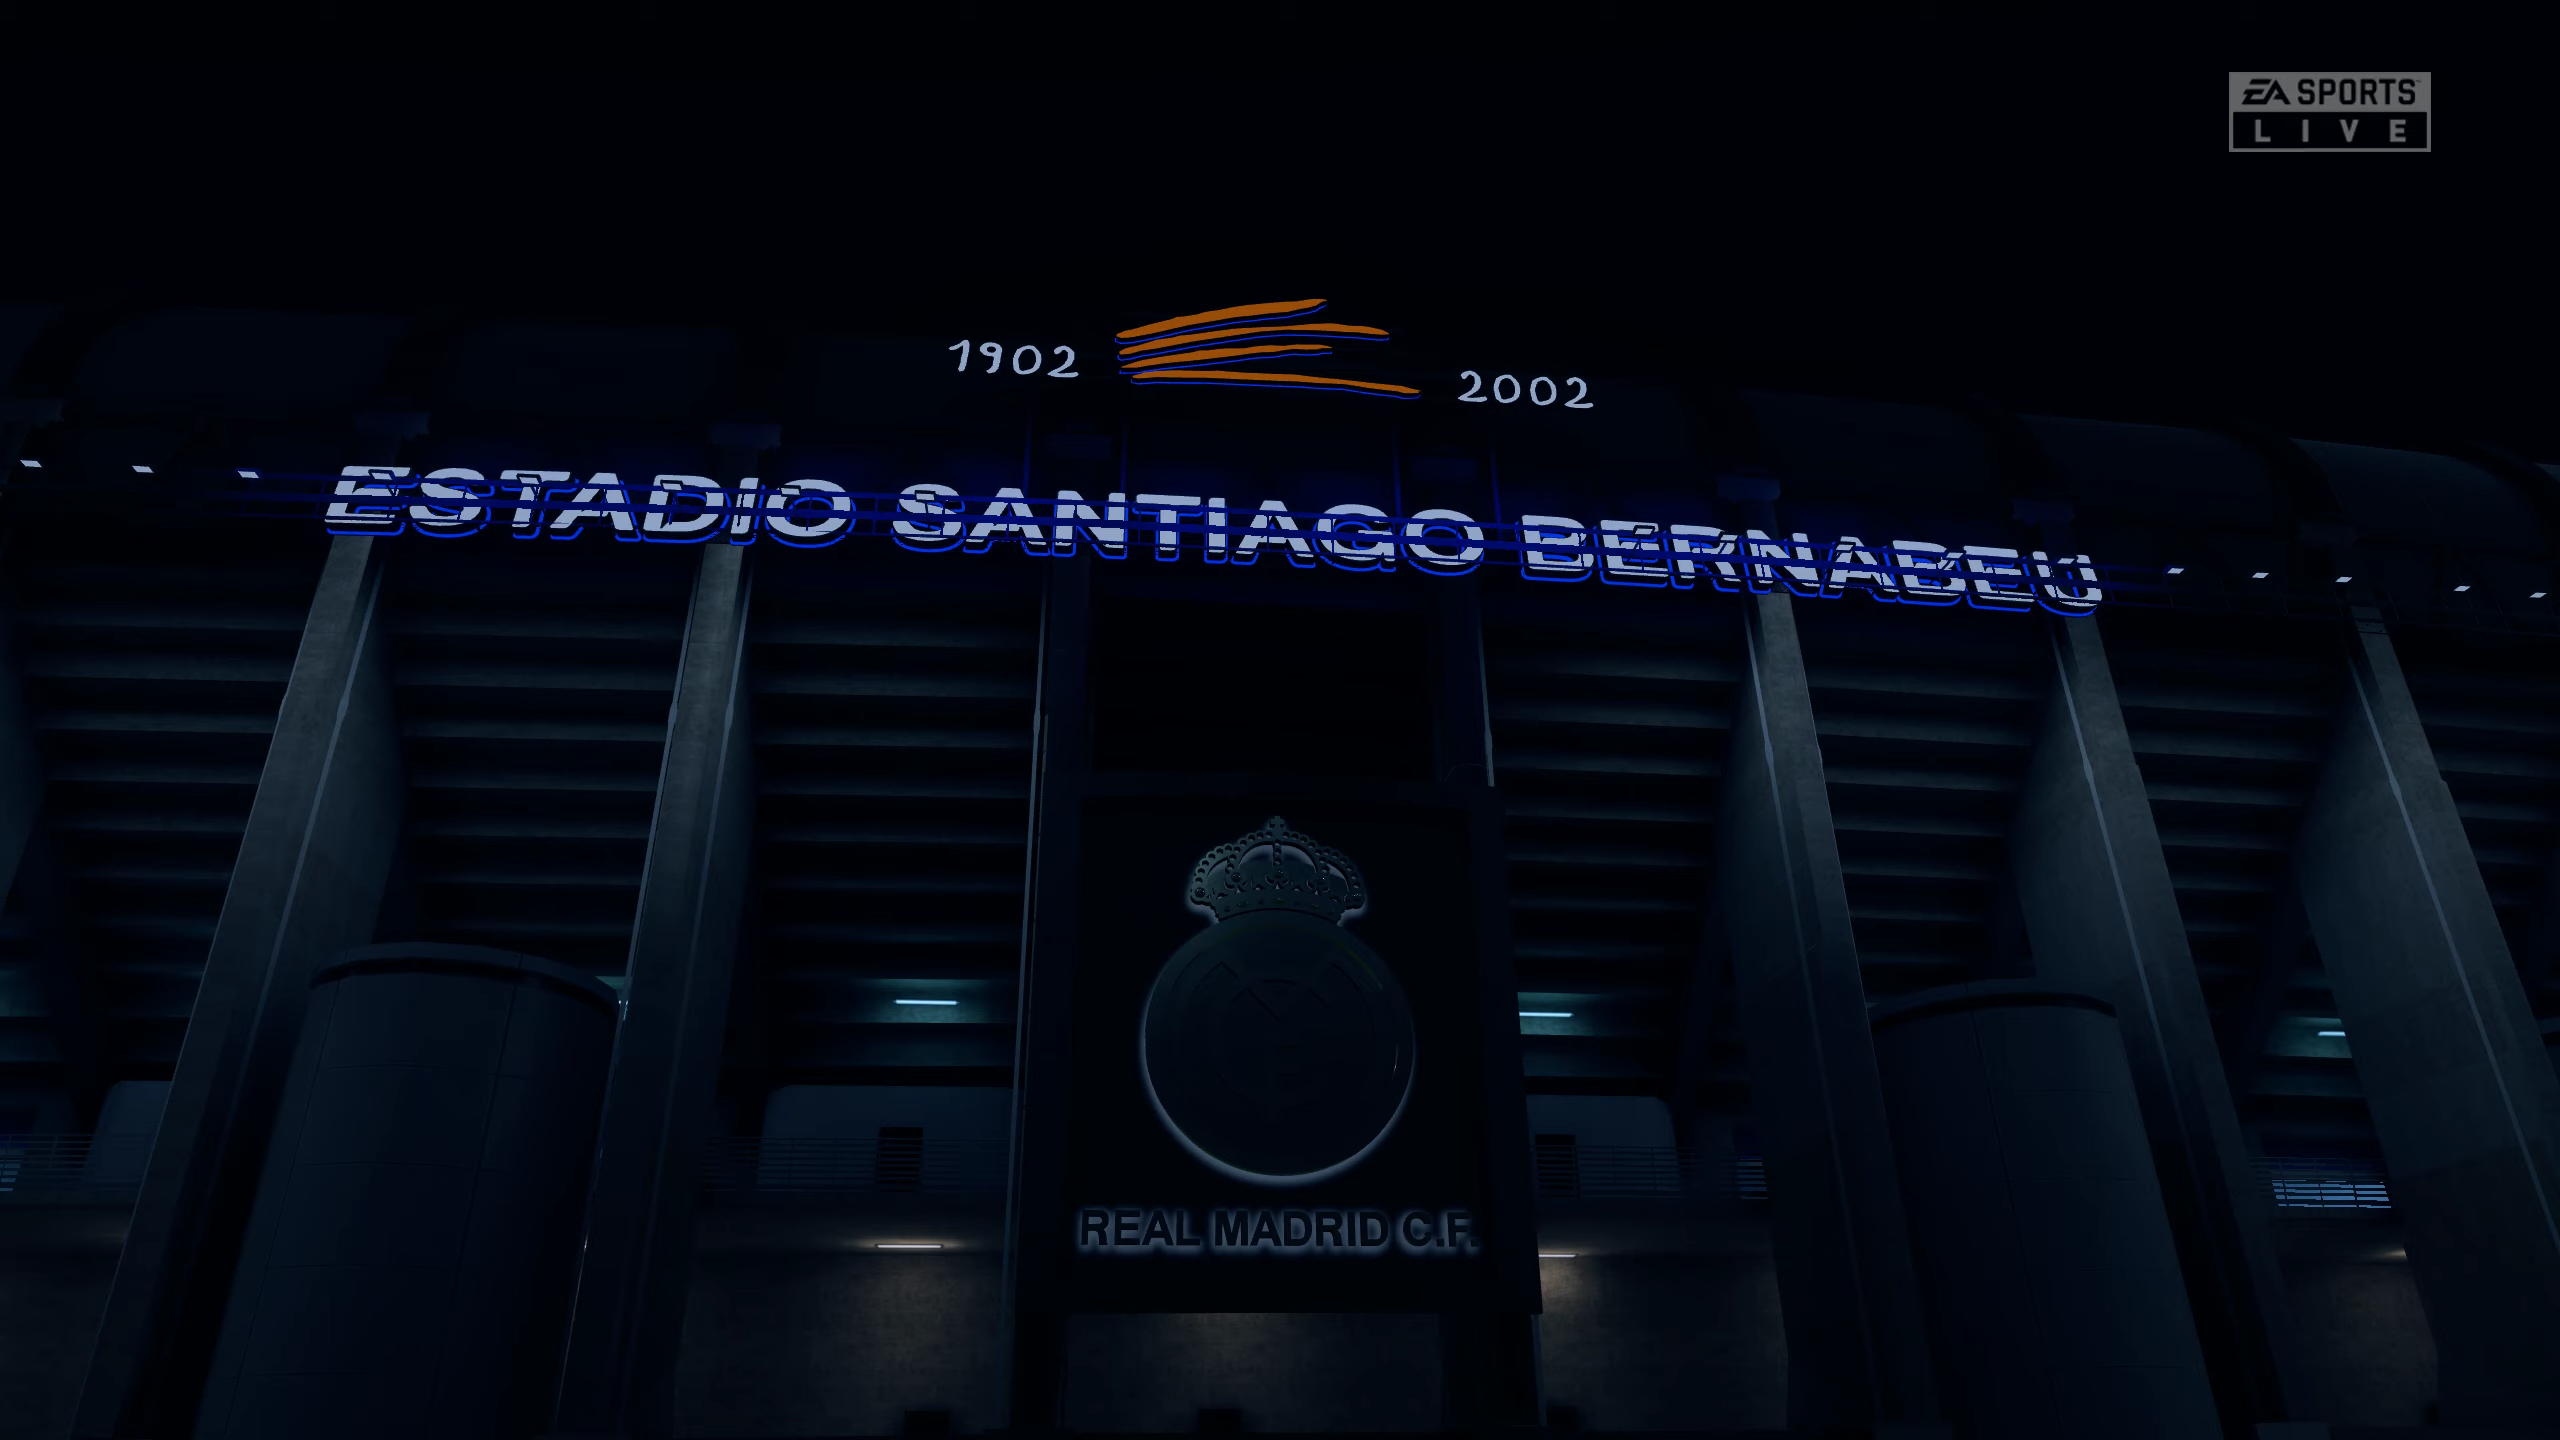 EA SPORTS
LIVE
1902
2002
ESTADIO SANTIAGO BERNABEU
REAL MADRID C.F.